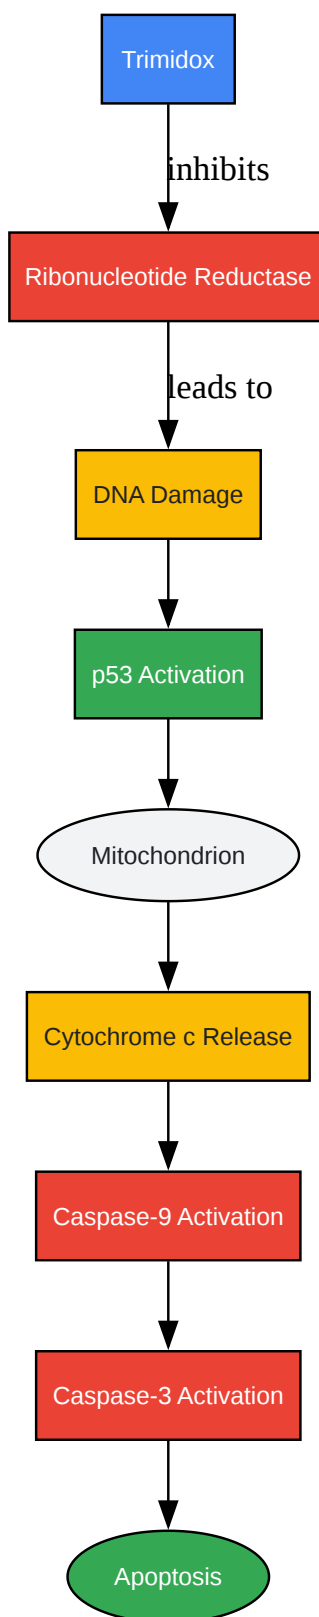 Trimidox
inhibits
Ribonucleotide Reductase
leads to
DNA Damage
p53 Activation
Mitochondrion
Cytochrome c Release
Caspase-9 Activation
Caspase-3 Activation
Apoptosis